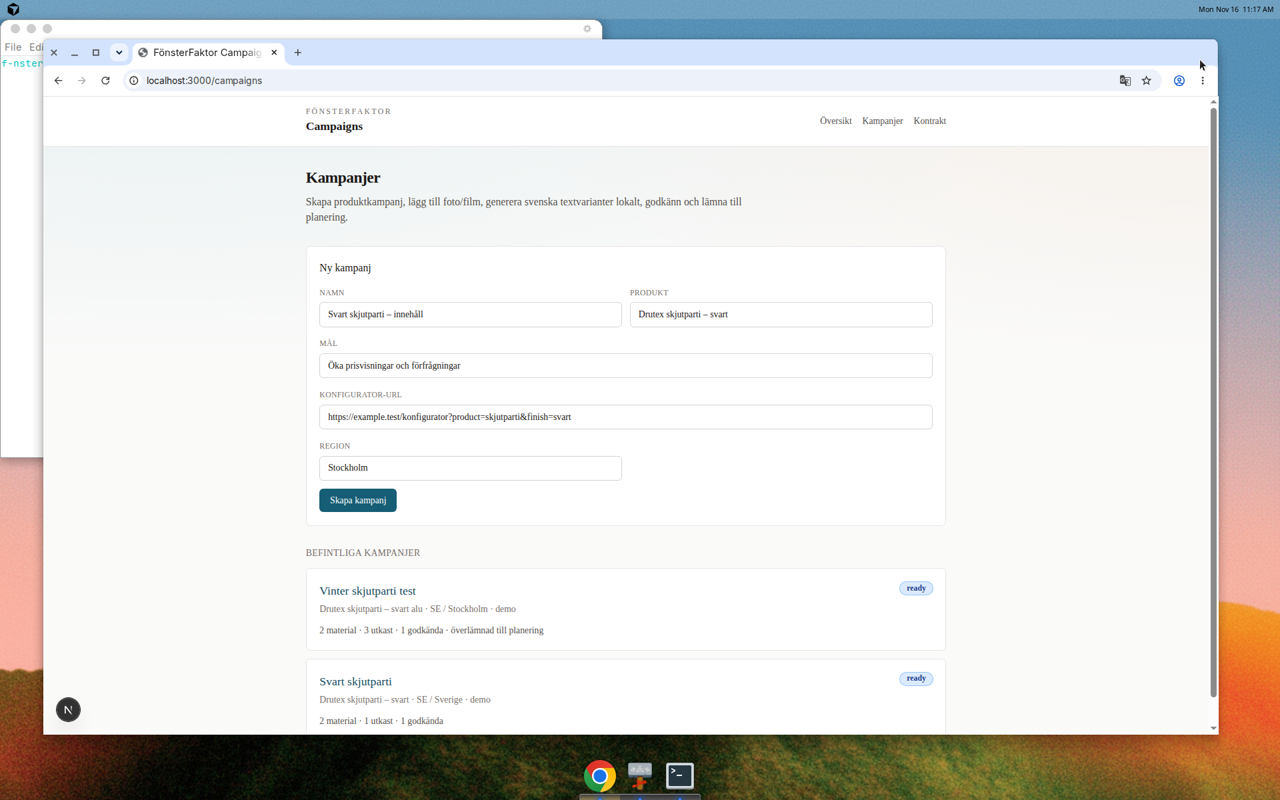 Mon Nov 16 11:17 AM
File Edi
f-nster
FönsterFaktor Campaig
localhost:3000/campaigns
FÖNSTERFAKTOR
Campaigns
Översikt Kampanjer Kontrakt
Kampanjer
Skapa produktkampanj, lägg till foto/film, generera svenska textvarianter lokalt, godkänn och lämna till
planering.
Ny kampanj
NAMN PRODUKT
Svart skjutparti – innehåll Drutex skjutparti – svart
MÅL
Öka prisvisningar och förfrågningar
KONFIGURATOR-URL
https://example.test/konfigurator?product=skjutparti&finish=svart
REGION
Stockholm
Skapa kampanj
BEFINTLIGA KAMPANJER
Vinter skjutparti test ready
Drutex skjutparti – svart alu · SE / Stockholm · demo
2 material · 3 utkast · 1 godkända · överlämnad till planering
Svart skjutparti ready
Drutex skjutparti – svart · SE / Sverige · demo
2 material · 1 utkast · 1 godkända
N